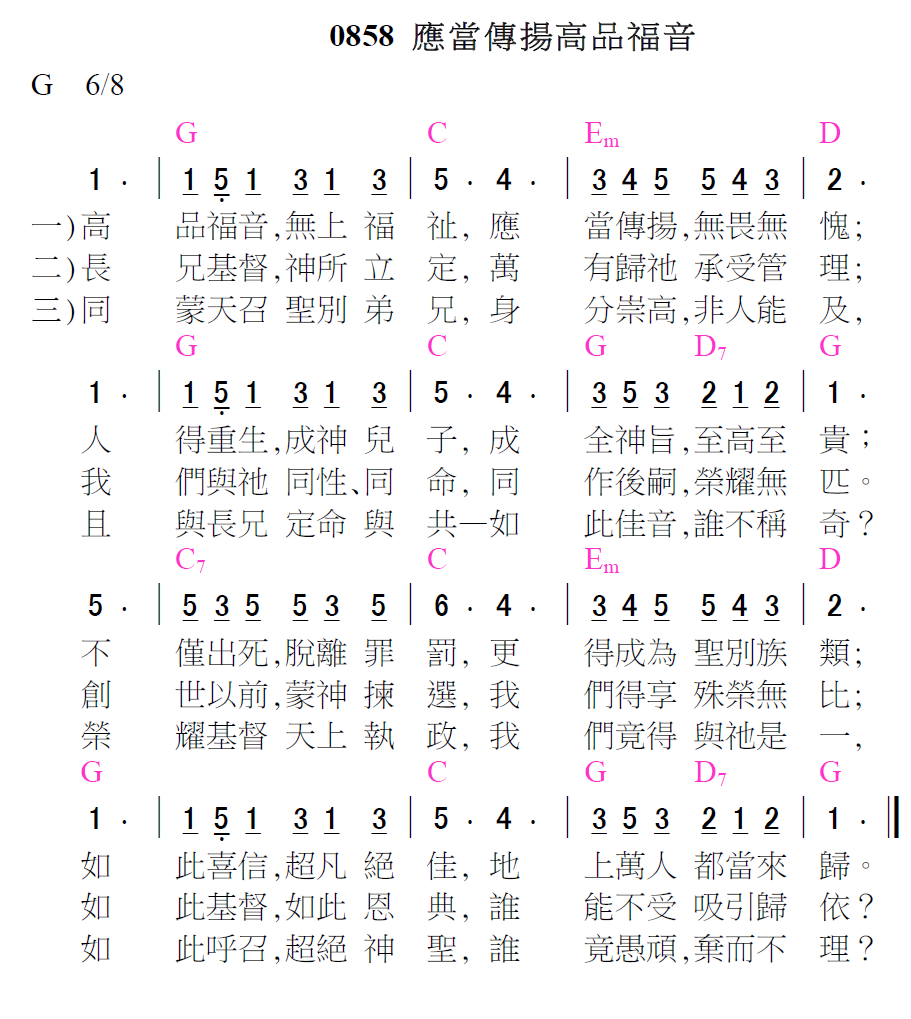 0858 應當傳揚高品福音
G 6/8
G C Em D
1 · | 1 5̣ 1 3 1 3 | 5 · 4 · | 3 4 5 5 4 3 | 2 ·
一)高 品福音,無上 福 祉, 應 當傳揚,無畏無 愧;
二)長 兄基督,神所 立 定, 萬 有歸祂 承受管 理;
三)同 蒙天召 聖別 弟 兄, 身 分崇高,非人能 及,
G C G D7 G
1 · | 1 5̣ 1 3 1 3 | 5 · 4 · | 3 5 3 2 1 2 | 1 ·
人 得重生,成神 兒 子, 成 全神旨,至高至 貴;
我 們與祂 同性、同 命, 同 作後嗣,榮耀無 匹。
且 與長兄 定命 與 共—如 此佳音,誰不稱 奇?
C7 C Em D
5 · | 5 3 5 5 3 5 | 6 · 4 · | 3 4 5 5 4 3 | 2 ·
不 僅出死,脫離 罪 罰, 更 得成為 聖別族 類;
創 世以前,蒙神 揀 選, 我 們得享 殊榮無 比;
榮 耀基督 天上 執 政, 我 們竟得 與祂是 一,
G C G D7 G
1 · | 1 5̣ 1 3 1 3 | 5 · 4 · | 3 5 3 2 1 2 | 1 · ‖
如 此喜信,超凡 絕 佳, 地 上萬人 都當來 歸。
如 此基督,如此 恩 典, 誰 能不受 吸引歸 依?
如 此呼召,超絕 神 聖, 誰 竟愚頑,棄而不 理?